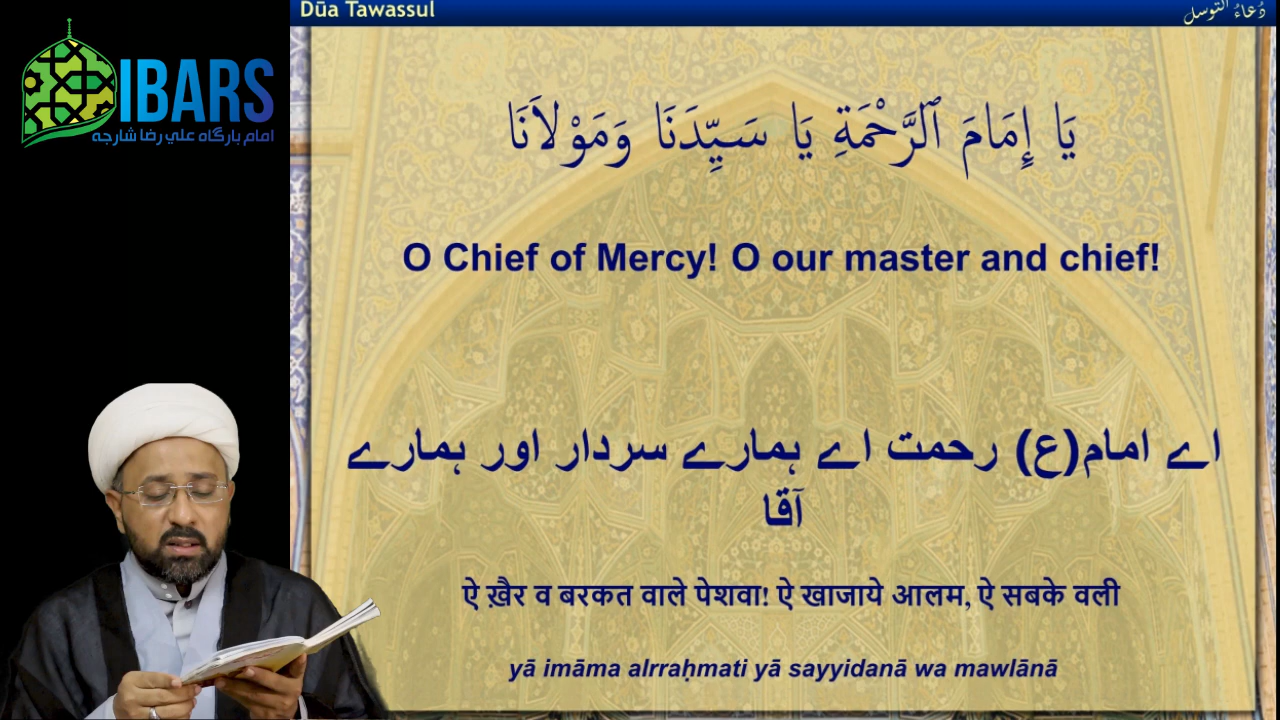 Dūa Tawassul
دُعاءُ التوسل
IBARS
امام بارگاه علي رضا شارجه
يَا إِمَامَ ٱلرَّحْمَةِ يَا سَيِّدَنَا وَمَوْلاَنَا
O Chief of Mercy! O our master and chief!
اے امام(ع) رحمت اے ہمارے سردار اور ہمارے
آقا
ऐ ख़ैर व बरकत वाले पेशवा! ऐ खाजाये आलम, ऐ सबके वली
yā imāma alrraḥmati yā sayyidanā wa mawlānā